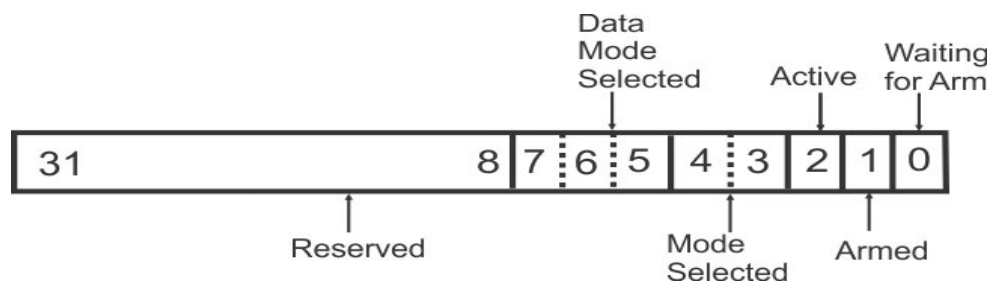 Data
Mode
Selected
Active
Waiting
for Arm
31 8 7 6 5 4 3 2 1 0
Reserved
Mode
Selected
Armed